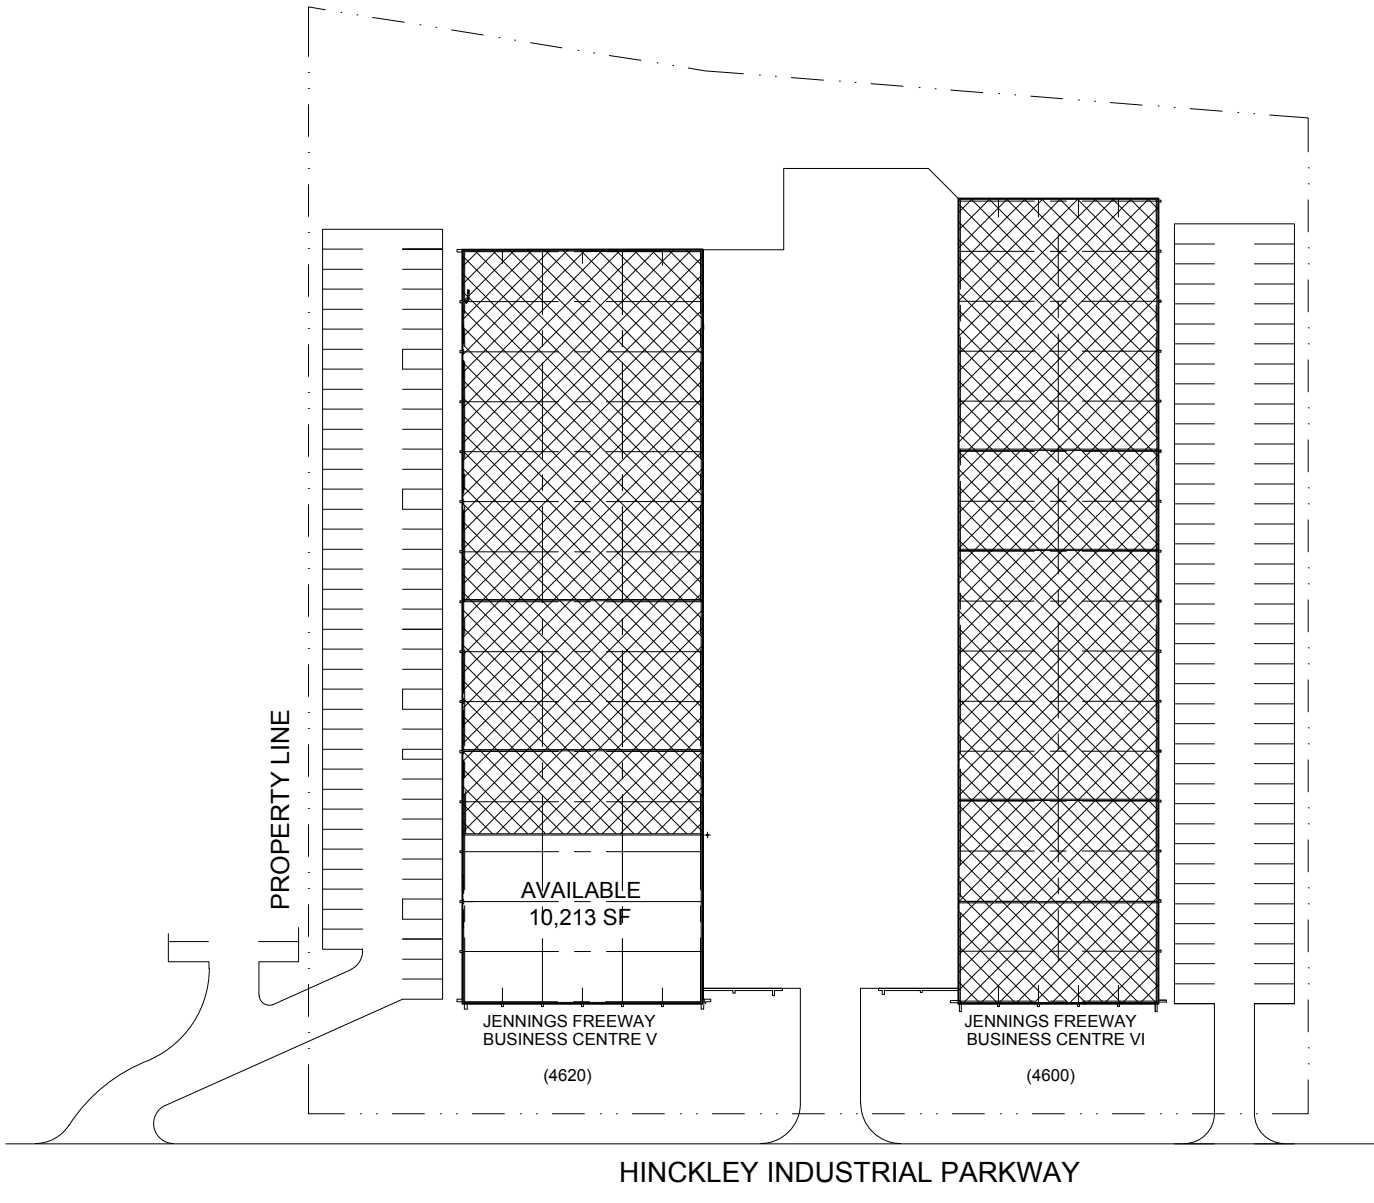 PROPERTY LINE
AVAILABLE
10,213 SF
JENNINGS FREEWAY
BUSINESS CENTRE V
(4620)
JENNINGS FREEWAY
BUSINESS CENTRE VI
(4600)
HINCKLEY INDUSTRIAL PARKWAY